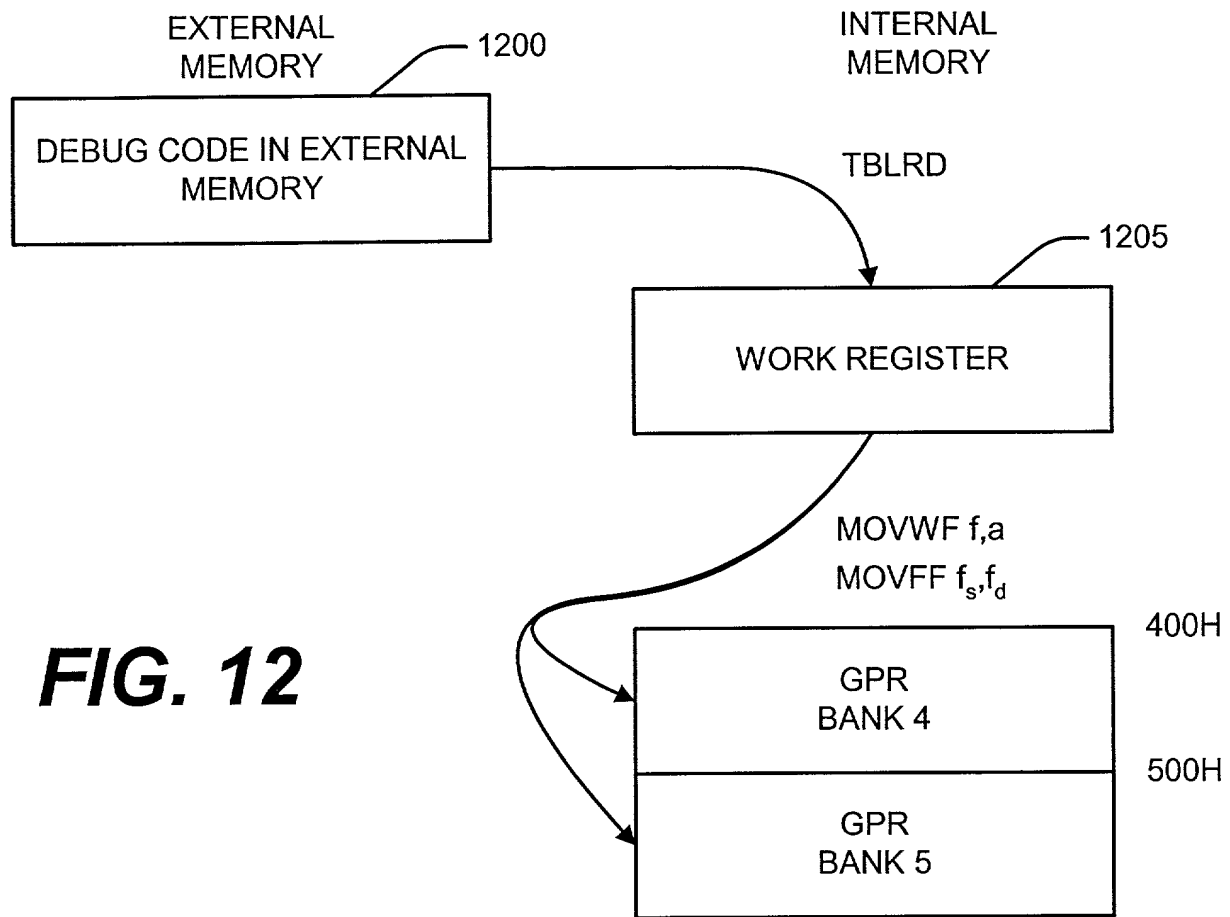 EXTERNAL
MEMORY
1200
INTERNAL
MEMORY
DEBUG CODE IN EXTERNAL
MEMORY
TBLRD
1205
WORK REGISTER
MOVWF f,a
MOVFF fs,fd
400H
GPR
BANK 4
500H
GPR
BANK 5
FIG. 12